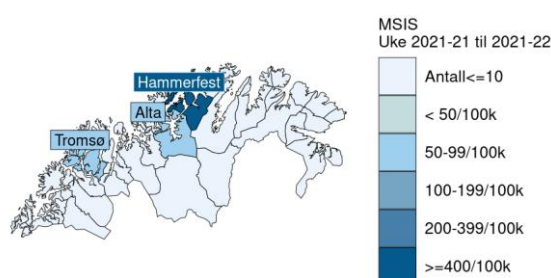 MSIS
Uke 2021-21 til 2021-22
Hammerfest
Alta
Tromsø
Antall<=10
< 50/100k
50-99/100k
100-199/100k
200-399/100k
>=400/100k